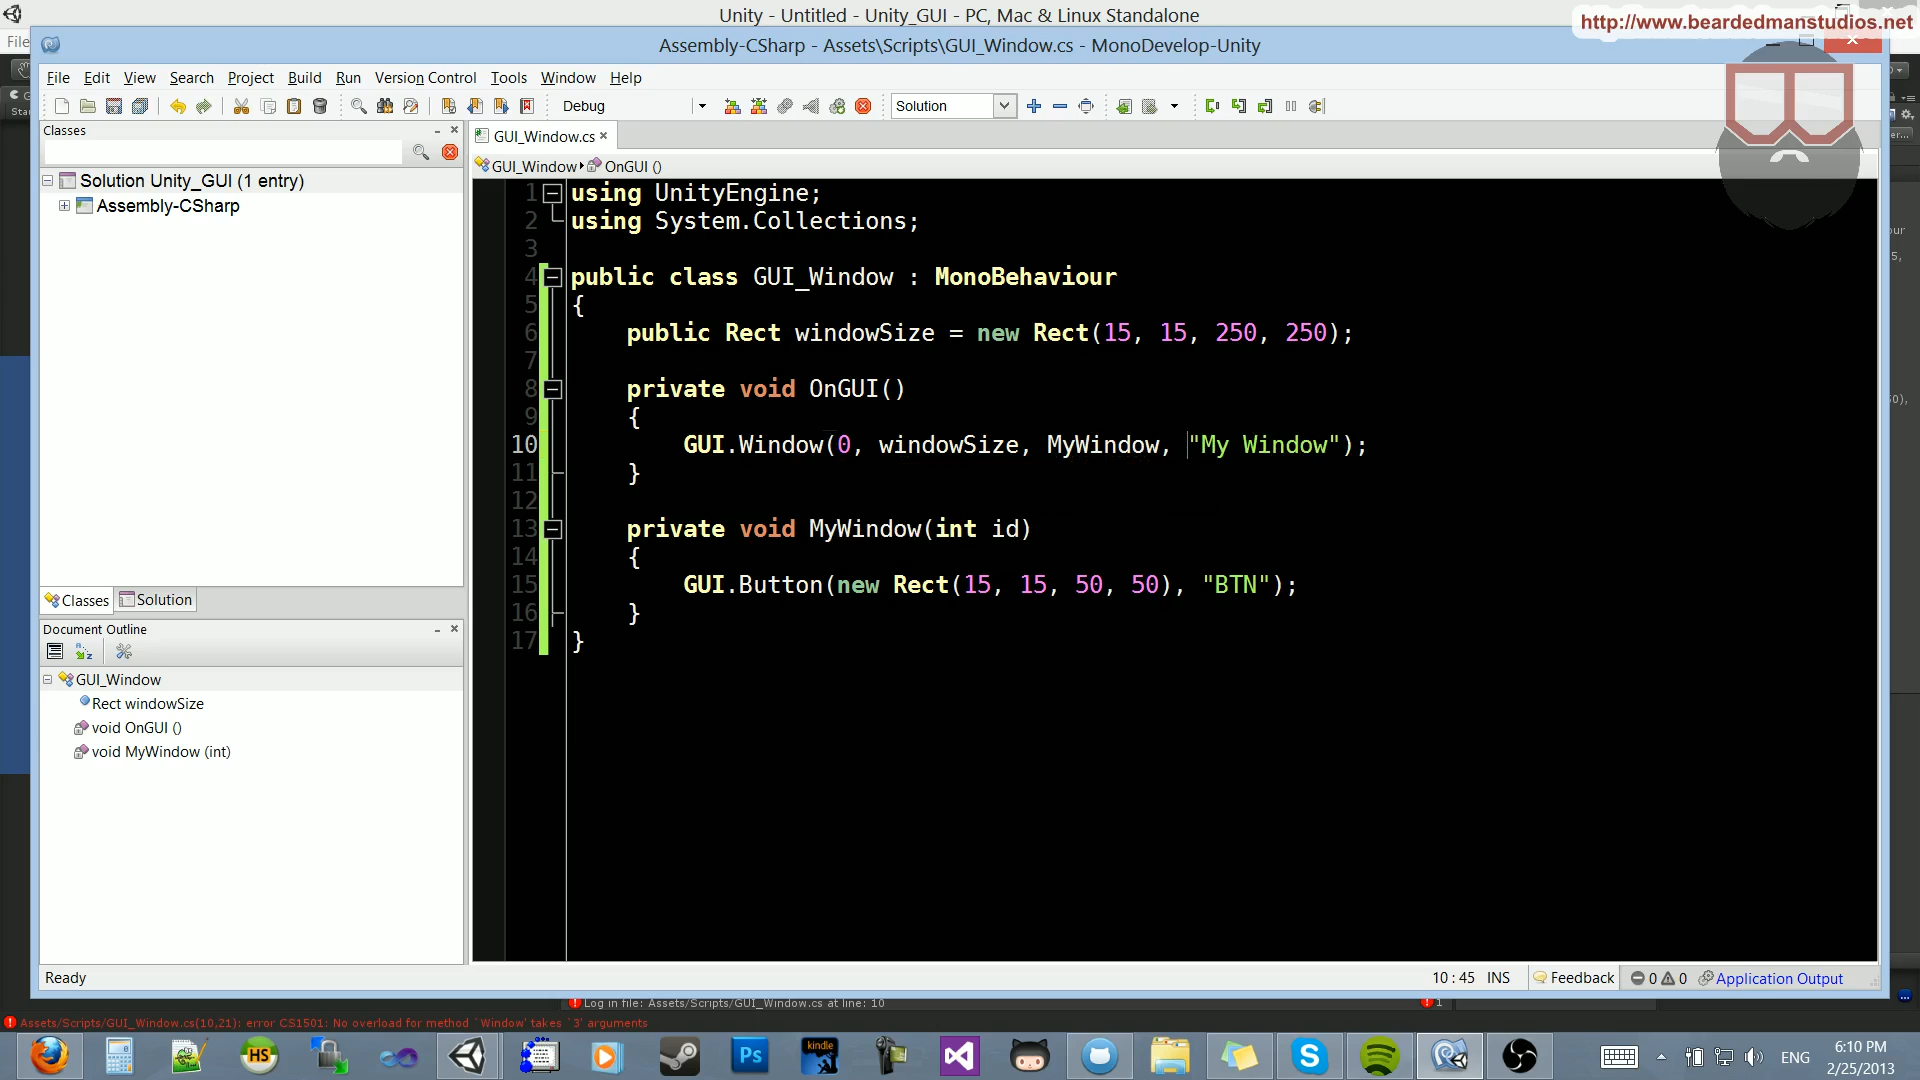 Unity - Untitled - Unity_GUI - PC, Mac & Linux Standalone
http://www.beardedmanstudios.net
File
Assembly-CSharp - Assets\Scripts\GUI_Window.cs - MonoDevelop-Unity
File Edit View Search Project Build Run Version Control Tools Window Help
Debug
Solution
Classes
GUI_Window.cs
GUI_Window OnGUI ()
Solution Unity_GUI (1 entry)
Assembly-CSharp
1 using UnityEngine;
2 using System.Collections;
3
4 public class GUI_Window : MonoBehaviour
5 {
6 public Rect windowSize = new Rect(15, 15, 250, 250);
7
8 private void OnGUI()
9 {
10 GUI.Window(0, windowSize, MyWindow, "My Window");
11 }
12
13 private void MyWindow(int id)
14 {
15 GUI.Button(new Rect(15, 15, 50, 50), "BTN");
16 }
17 }
Classes Solution
Document Outline
GUI_Window
Rect windowSize
void OnGUI ()
void MyWindow (int)
Ready
10 : 45 INS Feedback 0 0 Application Output
Log in file: Assets/Scripts/GUI_Window.cs at line: 10
1
Assets/Scripts/GUI_Window.cs(10,21): error CS1501: No overload for method `Window' takes `3' arguments
HS
Ps
kindle
ENG
6:10 PM
2/25/2013